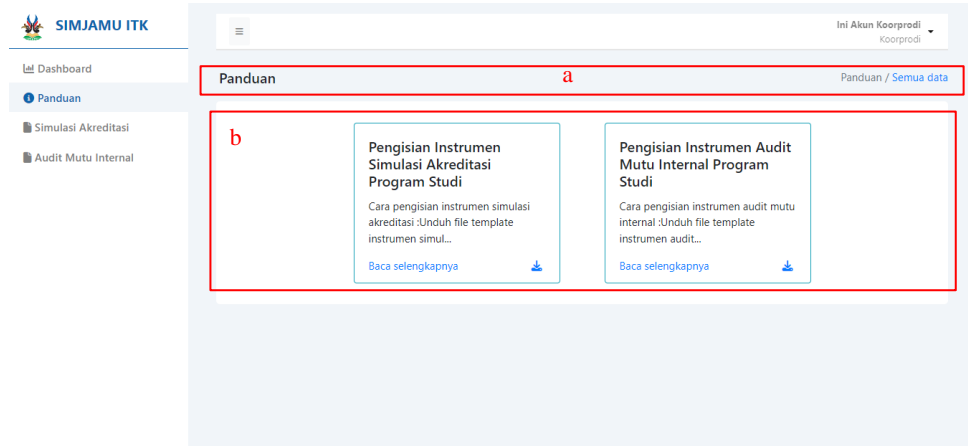 SIMJAMU ITK
Ini Akun Koorprodi
Koorprodi
Dashboard
Panduan
Simulasi Akreditasi
Audit Mutu Internal
Panduan
a
Panduan / Semua data
b
Pengisian Instrumen
Simulasi Akreditasi
Program Studi
Cara pengisian instrumen simulasi
akreditasi :Unduh file template
instrumen simul...
Baca selengkapnya
Pengisian Instrumen Audit
Mutu Internal Program
Studi
Cara pengisian instrumen audit mutu
internal :Unduh file template
instrumen audit...
Baca selengkapnya